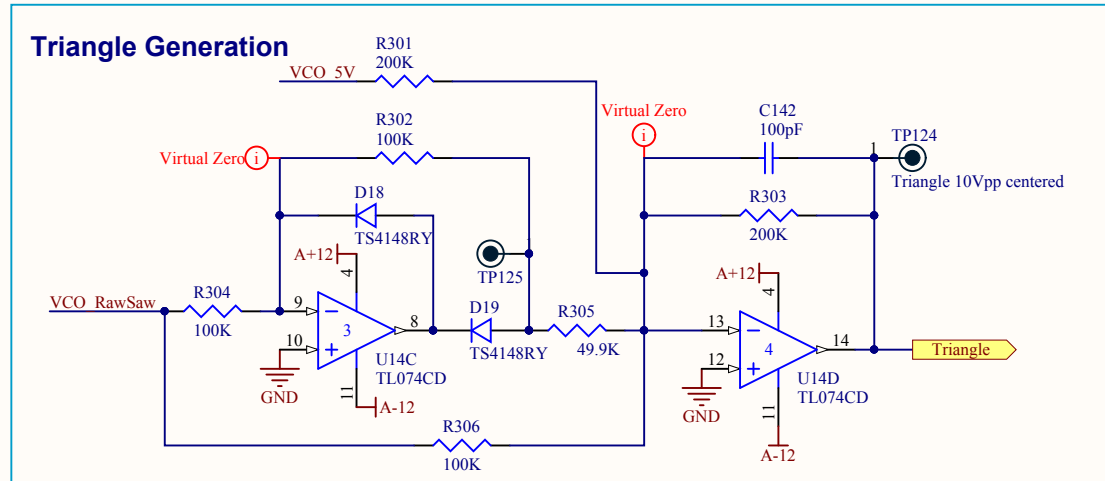 Triangle Generation
R301
200K
VCO_5V
Virtual Zero
i
C142
100pF
TP124
1
Triangle 10Vpp centered
R302
100K
Virtual Zero
i
R303
200K
D18
TS4148RY
A+12
4
TP125
A+12
4
VCO_RawSaw
R304
100K
9
3
8
D19
TS4148RY
R305
49.9K
13
4
14
Triangle
10
U14C
TL074CD
12
U14D
TL074CD
GND
11
A-12
GND
11
A-12
R306
100K